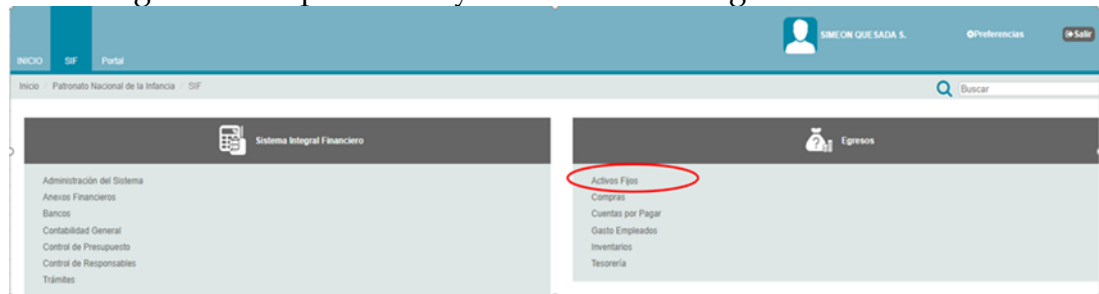 SIMEON QUESADA S.
Preferencias
Salir
INICIO SIF Portal
Inicio / Patronato Nacional de la Infancia / SIF
Buscar
Sistema Integral Financiero
Administración del Sistema
Anexos Financieros
Bancos
Contabilidad General
Control de Presupuesto
Control de Responsables
Trámites
Egresos
Activos Fijos
Compras
Cuentas por Pagar
Gasto Empleados
Inventarios
Tesorería